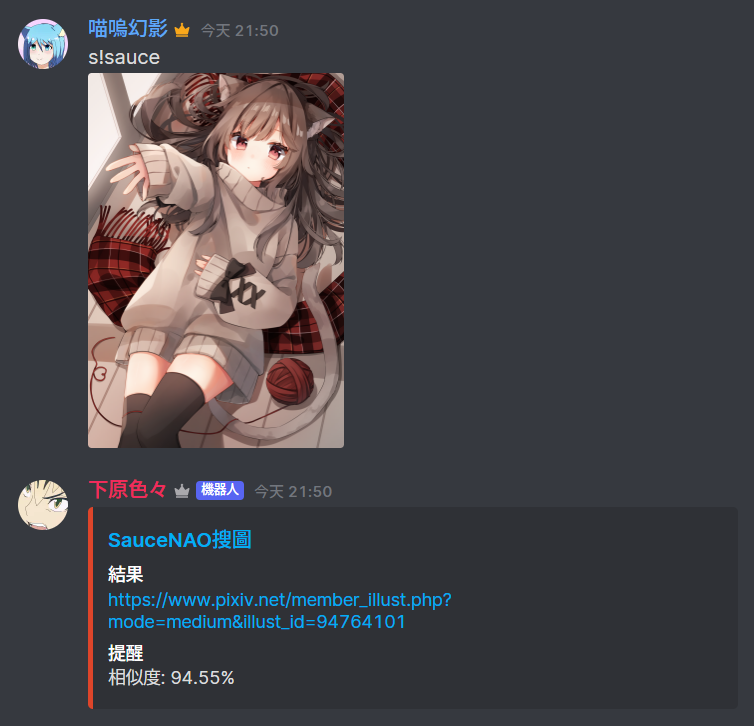 喵嗚幻影 今天 21:50
s!sauce
下原色々 機器人 今天 21:50
SauceNAO搜圖
結果
https://www.pixiv.net/member_illust.php?
mode=medium&illust_id=94764101
提醒
相似度: 94.55%